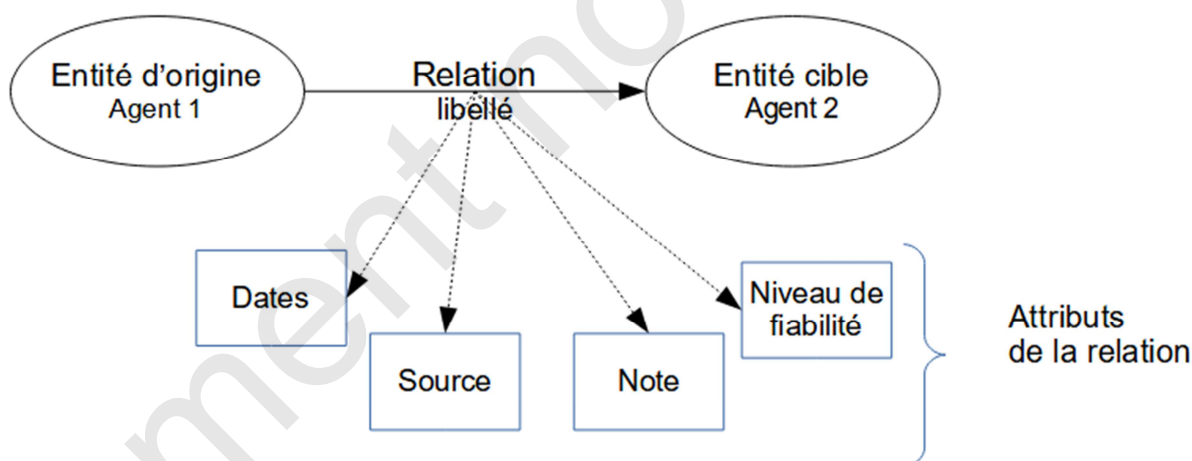 Entité d'origine
Agent 1
Relation
libellé
Entité cible
Agent 2
Dates
Source
Note
Niveau de
fiabilité
Attributs
de la relation